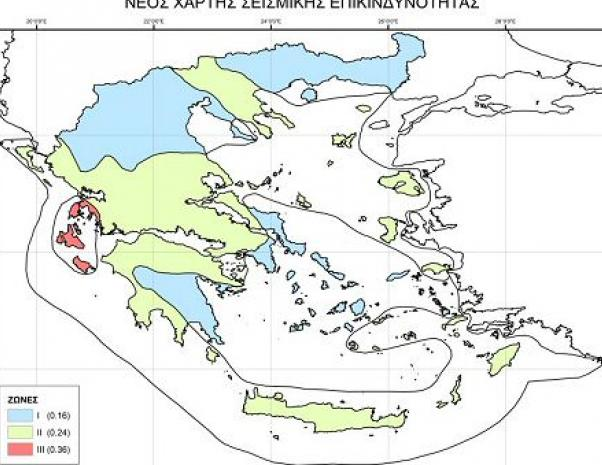 ΝΕΟΣ ΧΑΡΤΗΣ ΣΕΙΣΜΙΚΗΣ ΕΠΙΚΙΝΔΥΝΟΤΗΤΑΣ
20°0'0"E 22°0'0"E 24°0'0"E 26°0'0"E 28°0'0"E
ΖΩΝΕΣ
I (0.16)
II (0.24)
III (0.36)